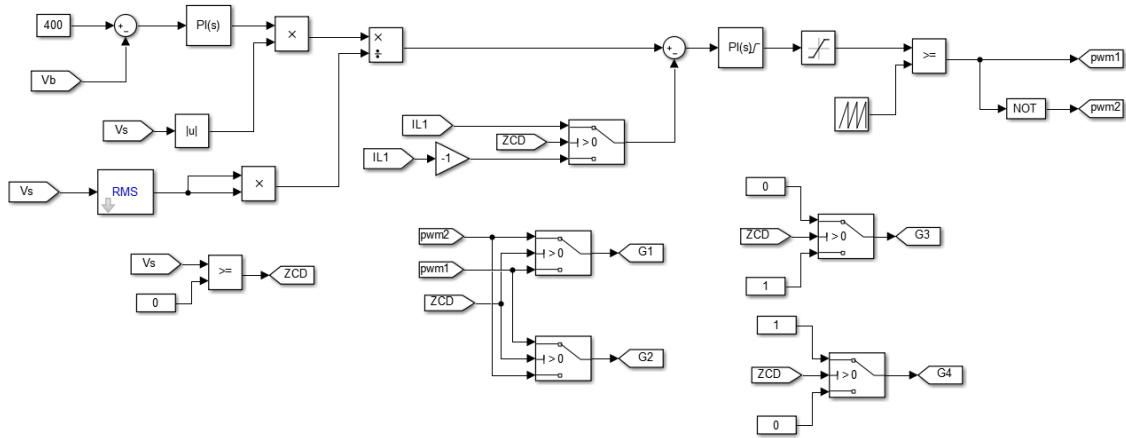 400
+
−
PI(s)
×
×
÷
+
−
PI(s)
>=
pwm1
Vb
Vs
|u|
NOT
pwm2
IL1
ZCD
> 0
IL1
-1
Vs
RMS
×
0
pwm2
> 0
G1
ZCD
> 0
G3
Vs
>=
ZCD
pwm1
0
ZCD
1
1
> 0
G2
ZCD
> 0
G4
0